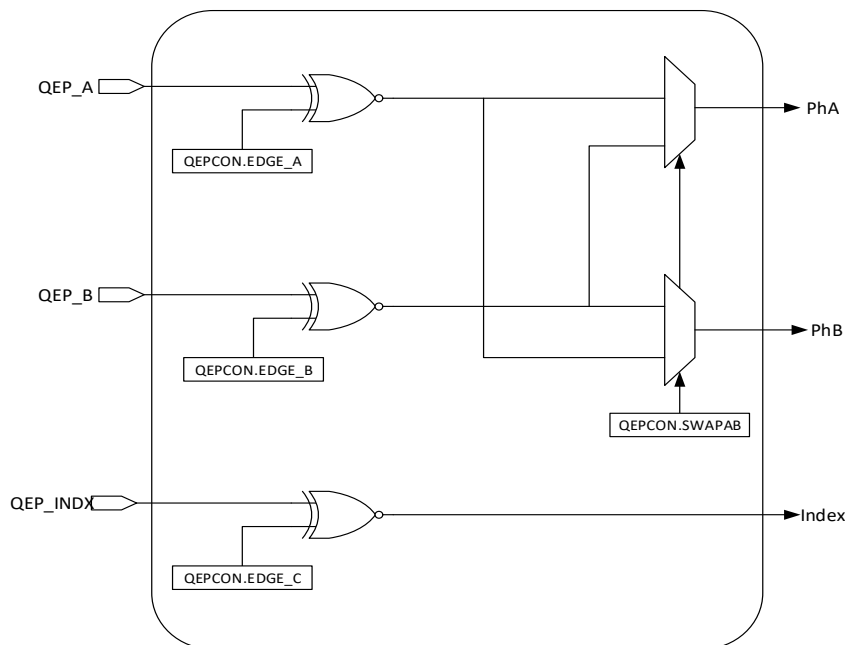 QEP_A
PhA
QEPCON.EDGE_A
QEP_B
PhB
QEPCON.EDGE_B
QEPCON.SWAPAB
QEP_INDX
Index
QEPCON.EDGE_C